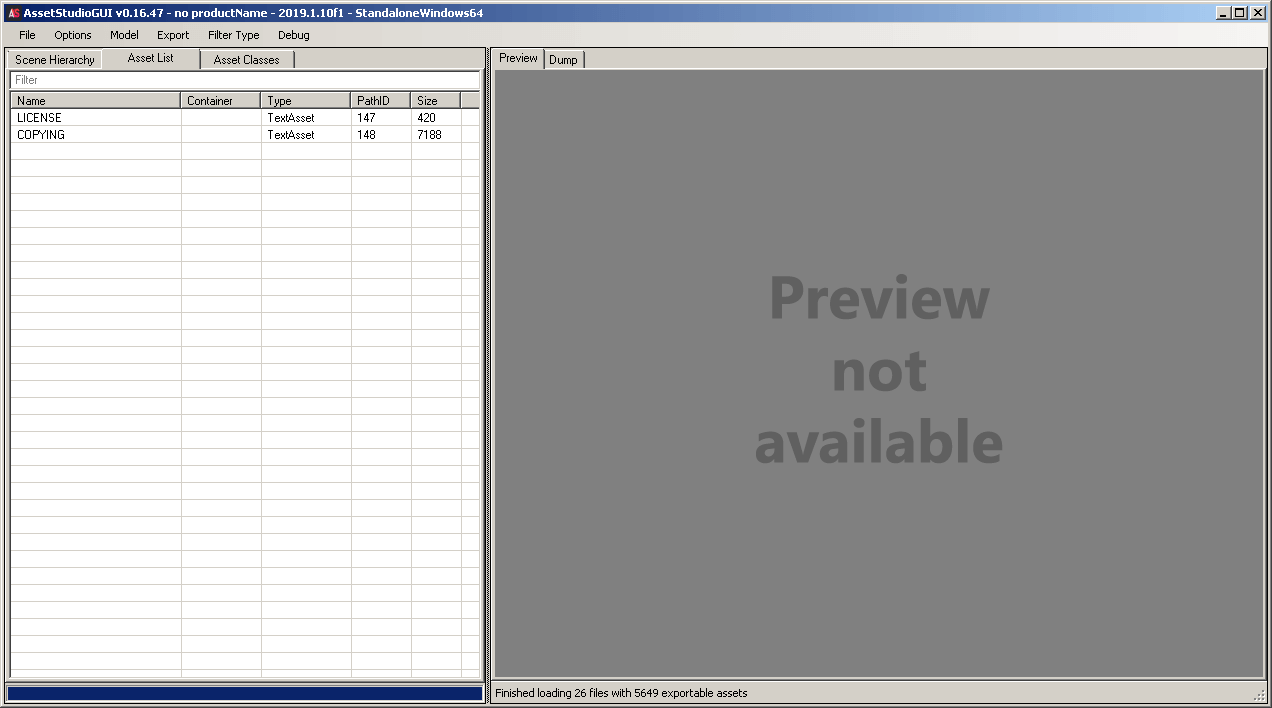 AssetStudioGUI v0.16.47 - no productName - 2019.1.10f1 - StandaloneWindows64
File Options Model Export Filter Type Debug
Scene Hierarchy Asset List Asset Classes
Filter
Name Container Type PathID Size
LICENSE TextAsset 147 420
COPYING TextAsset 148 7188
Preview Dump
Preview
not
available
Finished loading 26 files with 5649 exportable assets